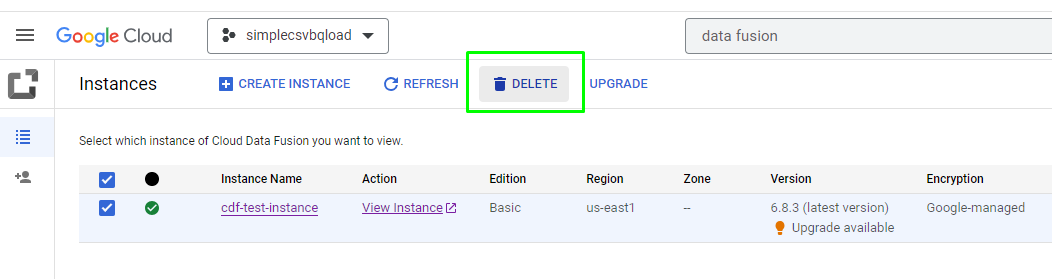 Google Cloud simplecsvbqload data fusion
Instances CREATE INSTANCE REFRESH DELETE UPGRADE
Select which instance of Cloud Data Fusion you want to view.
Instance Name Action Edition Region Zone Version Encryption
cdf-test-instance View Instance Basic us-east1 -- 6.8.3 (latest version) Google-managed
Upgrade available